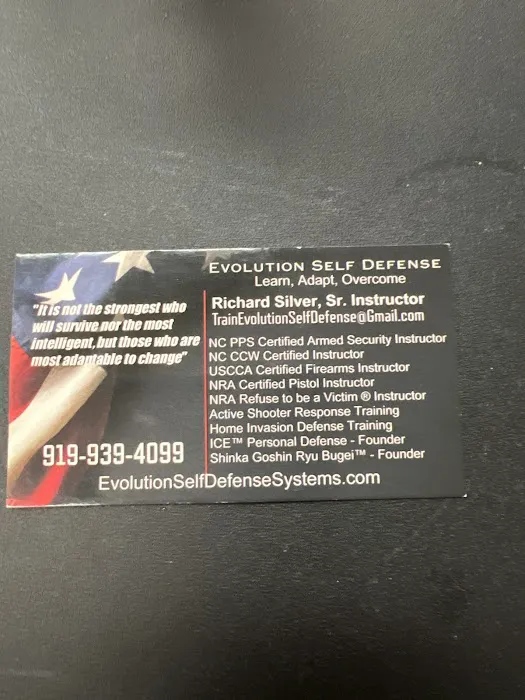 EVOLUTION SELF DEFENSE
Learn, Adapt, Overcome
"it is not the strongest who
will survive nor the most
intelligent, but those who are
most adaptable to change"
919-939-4099
Richard Silver, Sr. Instructor
TrainEvolutionSelfDefense@Gmail.com
NC PPS Certified Armed Security Instructor
NC CCW Certified Instructor
USCCA Certified Firearms Instructor
NRA Certified Pistol Instructor
NRA Refuse to be a Victim ® Instructor
Active Shooter Response Training
Home Invasion Defense Training
ICE™ Personal Defense - Founder
Shinka Goshin Ryu Bugei™ - Founder
EvolutionSelfDefenseSystems.com